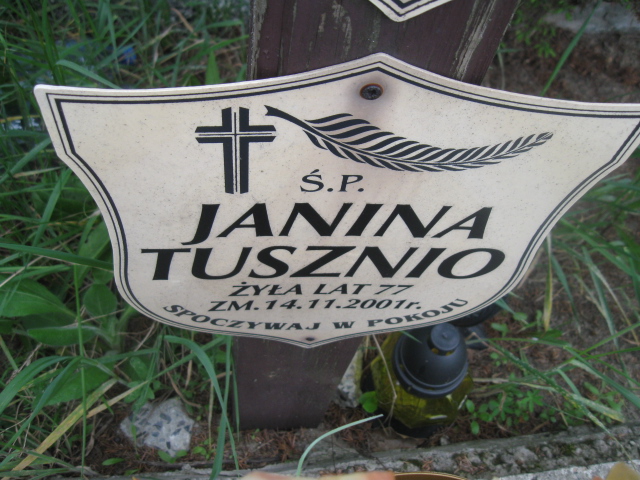 Ś.P.
JANINA
TUSZNIO
ŻYŁA LAT 77
ZM.14.11.2001r.
SPOCZYWAJ W POKOJU